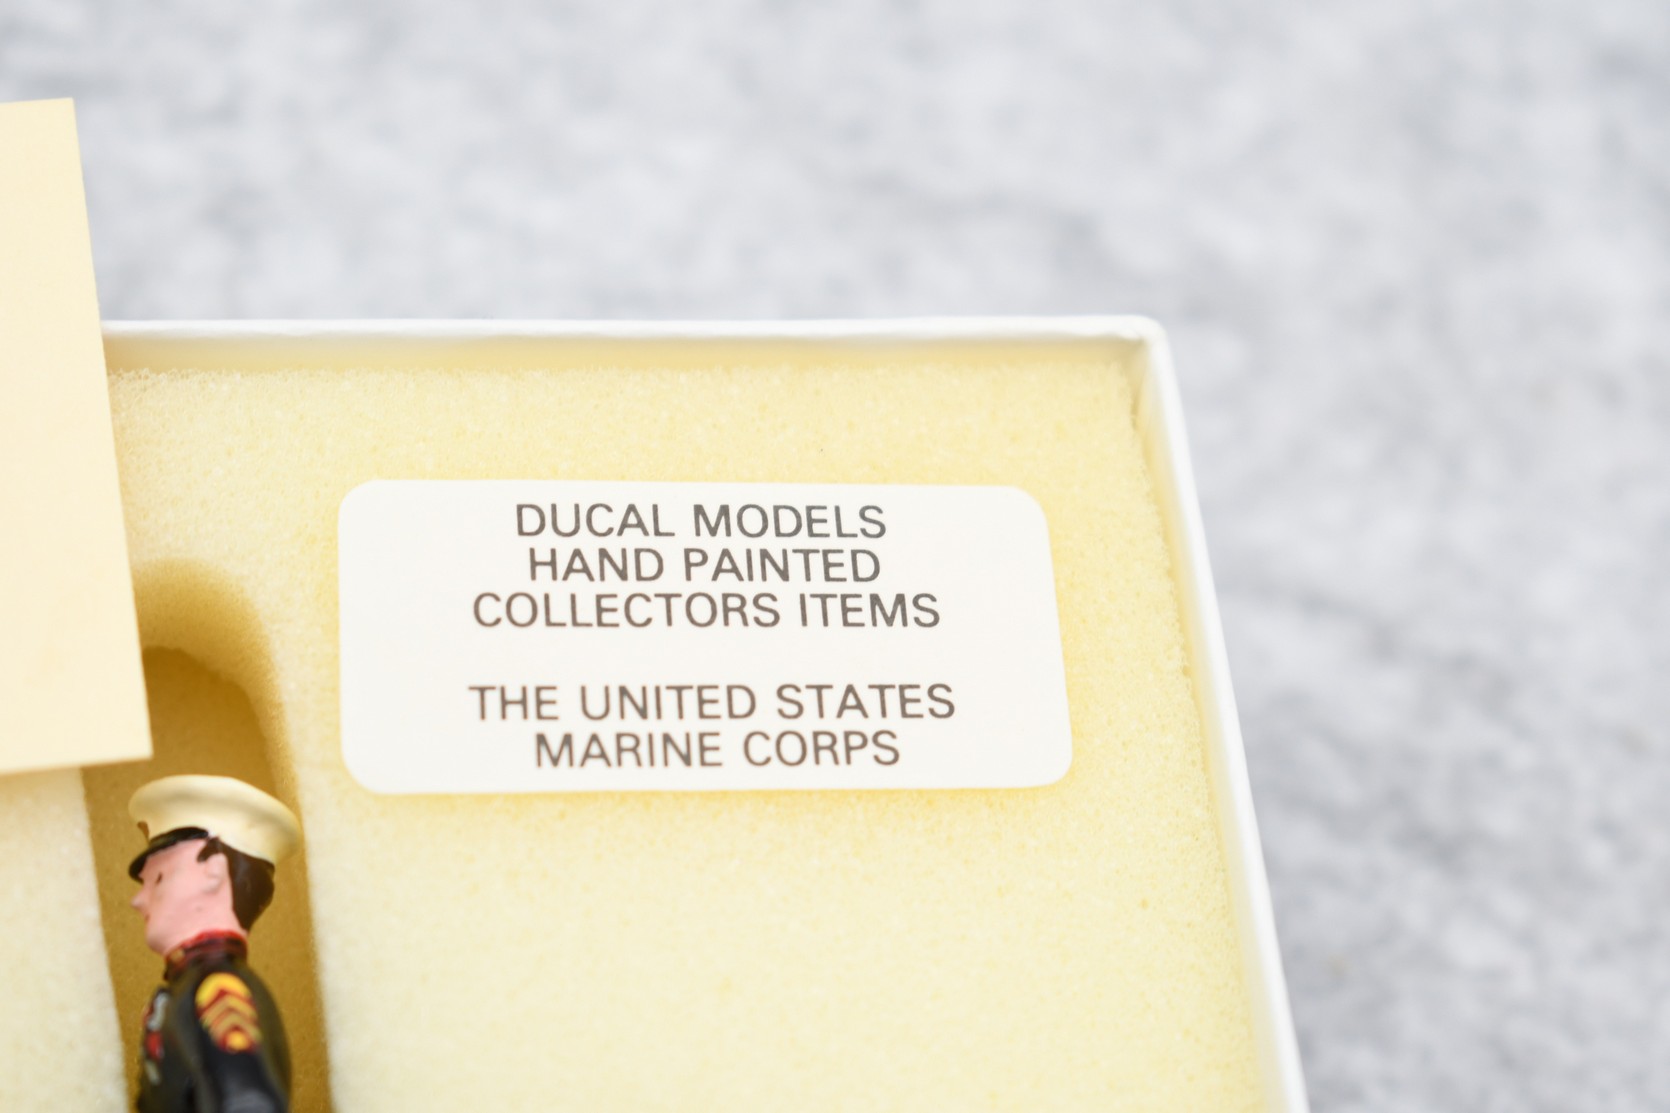 DUCAL MODELS
HAND PAINTED
COLLECTORS ITEMS
THE UNITED STATES
MARINE CORPS